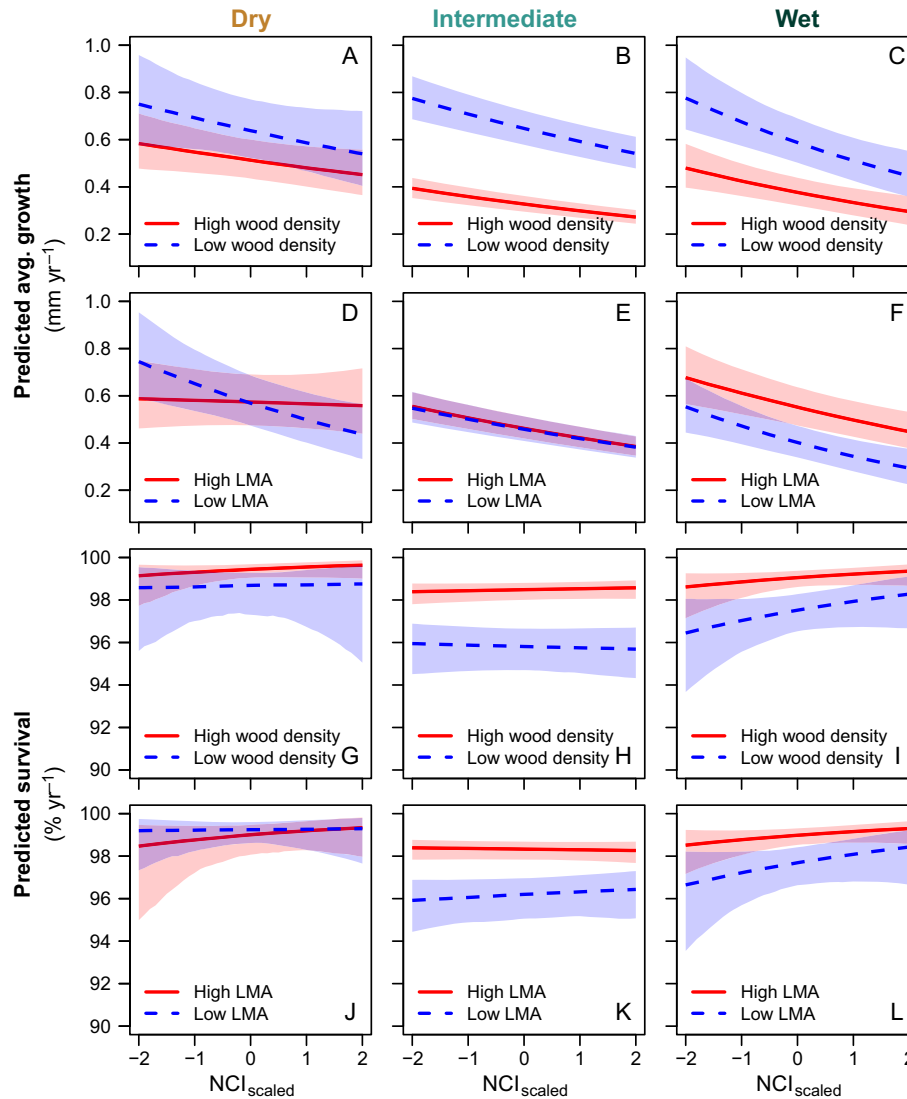 Dry Intermediate Wet
Predicted avg. growth
(mm yr−1)
1.0
0.8
0.6
0.4
0.2
A
High wood density
Low wood density
B
High wood density
Low wood density
C
High wood density
Low wood density
1.0
0.8
0.6
0.4
0.2
D
High LMA
Low LMA
E
High LMA
Low LMA
F
High LMA
Low LMA
Predicted survival
(% yr−1)
100
98
96
94
92
90
High wood density
Low wood density G
High wood density
Low wood density H
High wood density
Low wood density I
100
98
96
94
92
90
High LMA
Low LMA J
High LMA
Low LMA K
High LMA
Low LMA L
−2 −1 0 1 2 −2 −1 0 1 2 −2 −1 0 1 2
NCIscaled NCIscaled NCIscaled